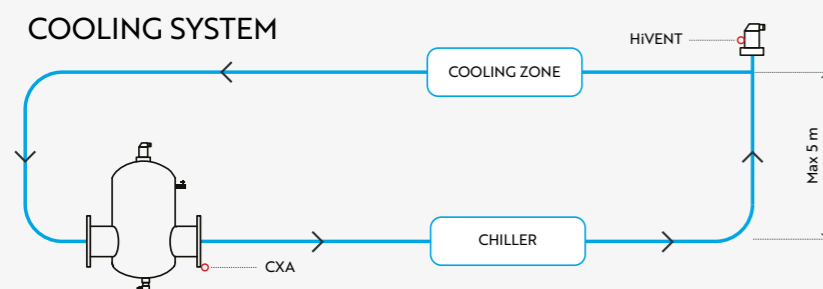 COOLING SYSTEM
HiVENT
COOLING ZONE
Max 5 m
CHILLER
CXA